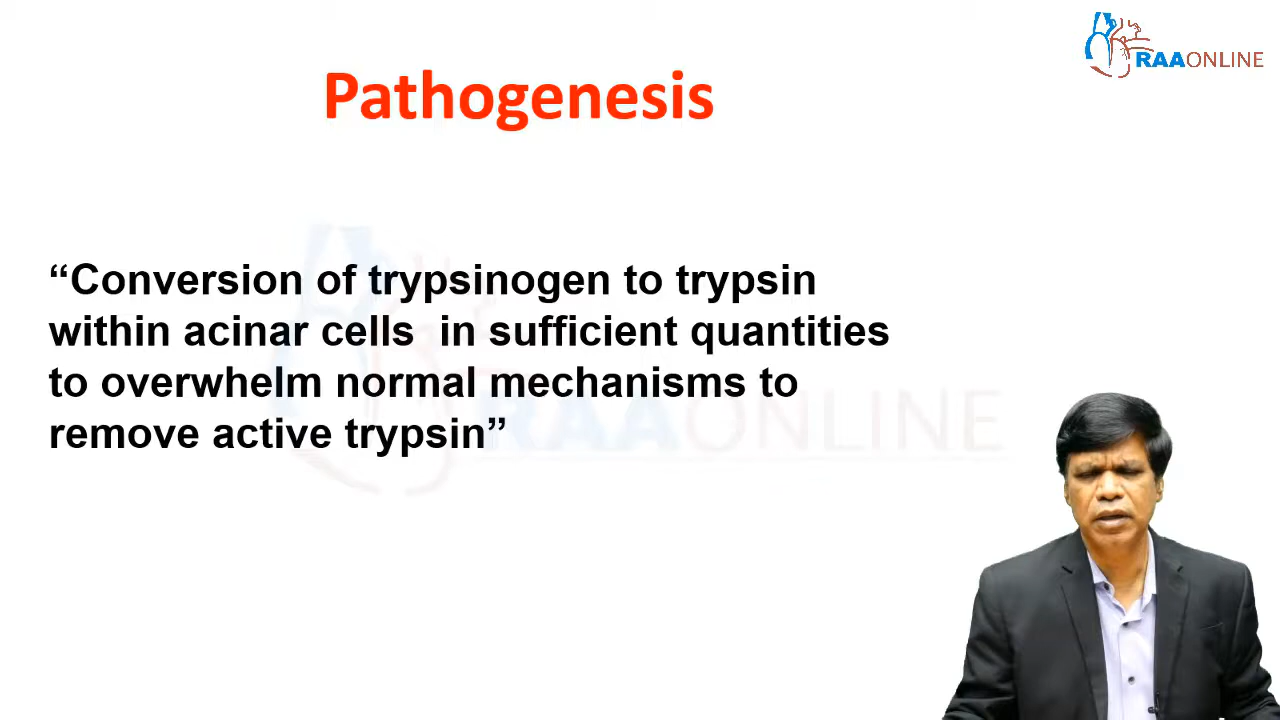 RAAONLINE
Pathogenesis
“Conversion of trypsinogen to trypsin
within acinar cells  in sufficient quantities
to overwhelm normal mechanisms to
remove active trypsin”
RAAONLINE